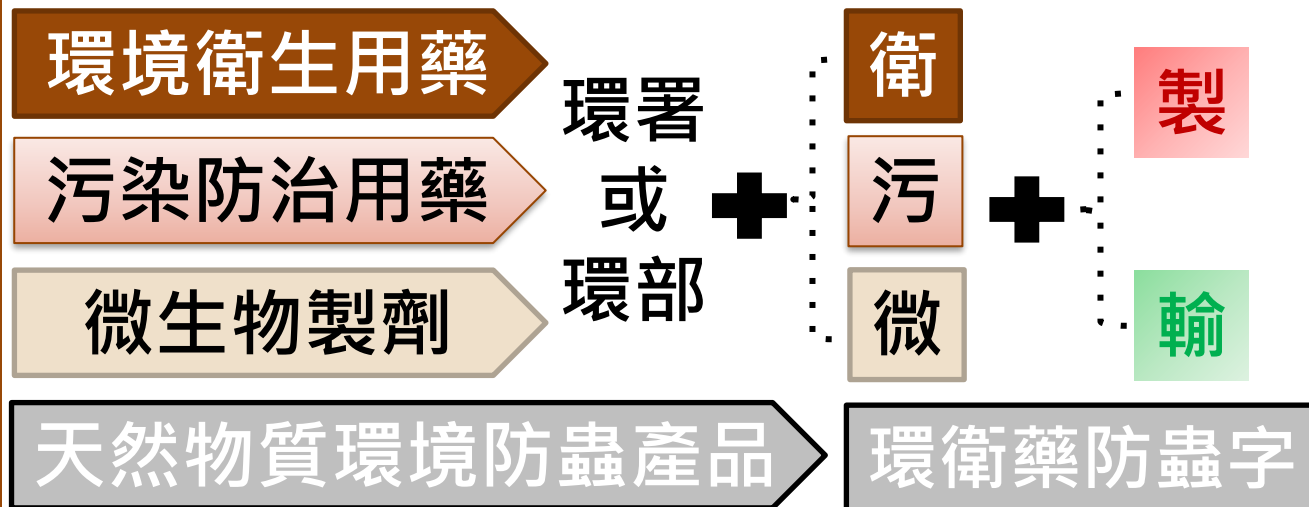 環境衛生用藥
污染防治用藥
微生物製劑
環署
或
環部
衛
污
微
製
輸
天然物質環境防蟲產品
環衛藥防蟲字